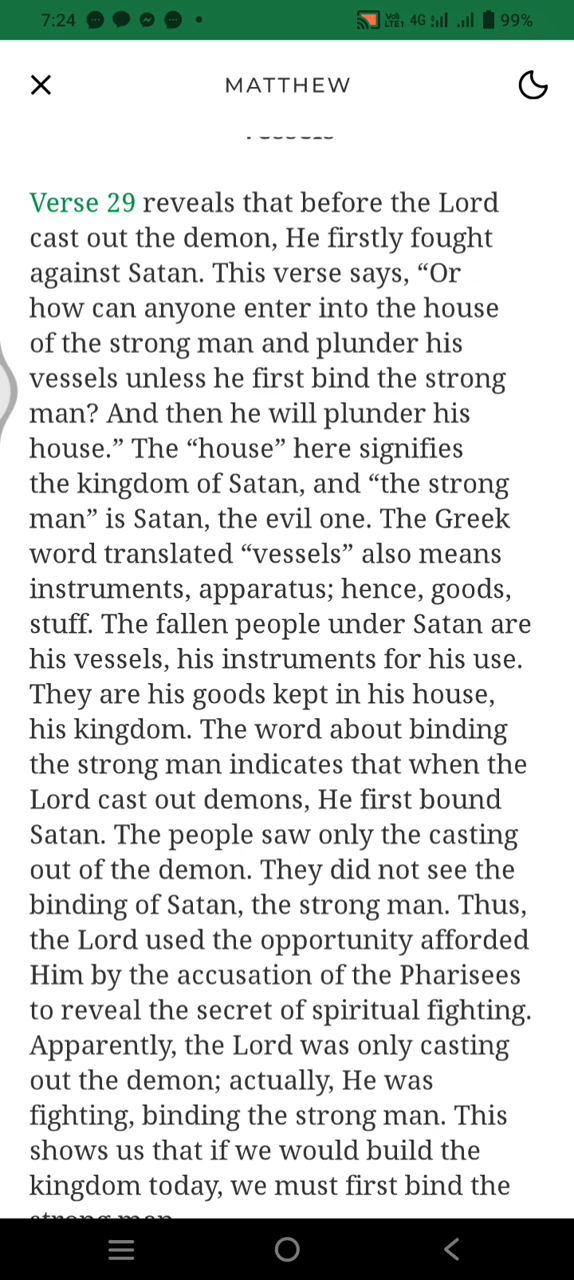 7:24
4G
99%
MATTHEW
Verse 29 reveals that before the Lord
cast out the demon, He firstly fought
against Satan. This verse says, “Or
how can anyone enter into the house
of the strong man and plunder his
vessels unless he first bind the strong
man? And then he will plunder his
house.” The “house” here signifies
the kingdom of Satan, and “the strong
man” is Satan, the evil one. The Greek
word translated “vessels” also means
instruments, apparatus; hence, goods,
stuff. The fallen people under Satan are
his vessels, his instruments for his use.
They are his goods kept in his house,
his kingdom. The word about binding
the strong man indicates that when the
Lord cast out demons, He first bound
Satan. The people saw only the casting
out of the demon. They did not see the
binding of Satan, the strong man. Thus,
the Lord used the opportunity afforded
Him by the accusation of the Pharisees
to reveal the secret of spiritual fighting.
Apparently, the Lord was only casting
out the demon; actually, He was
fighting, binding the strong man. This
shows us that if we would build the
kingdom today, we must first bind the